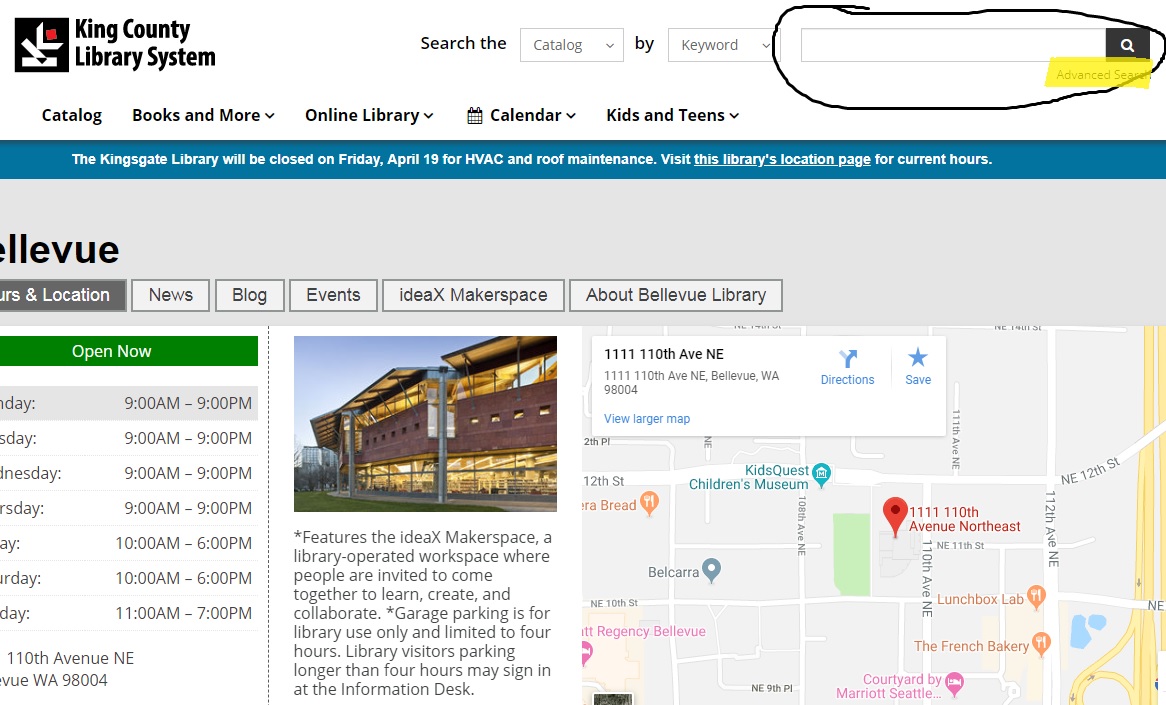 King County
Library System
Search the Catalog by Keyword
Advanced Search
Catalog Books and More Online Library Calendar Kids and Teens
The Kingsgate Library will be closed on Friday, April 19 for HVAC and roof maintenance. Visit this library's location page for current hours.
ellevue
urs & Location News Blog Events ideaX Makerspace About Bellevue Library
Open Now
nday: 9:00AM – 9:00PM
sday: 9:00AM – 9:00PM
dnesday: 9:00AM – 9:00PM
rsday: 9:00AM – 9:00PM
ay: 10:00AM – 6:00PM
urday: 10:00AM – 6:00PM
day: 11:00AM – 7:00PM
110th Avenue NE
evue WA 98004
*Features the ideaX Makerspace, a
library-operated workspace where
people are invited to come
together to learn, create, and
collaborate. *Garage parking is for
library use only and limited to four
hours. Library visitors parking
longer than four hours may sign in
at the Information Desk.
NE 14th St
NE 14th St
1111 110th Ave NE
1111 110th Ave NE, Bellevue, WA
98004
Directions
Save
View larger map
111th Ave NE
2th Pl
NE
12th St
NE 12th St
KidsQuest
Children's Museum
era Bread
108th Ave NE
1111 110th
Avenue Northeast
112th Ave NE
110th Ave NE
NE 11th St
Belcarra
NE 10th St
Lunchbox Lab
NE
att Regency Bellevue
The French Bakery
Courtyard by
Marriott Seattle...
NE 9th Pl